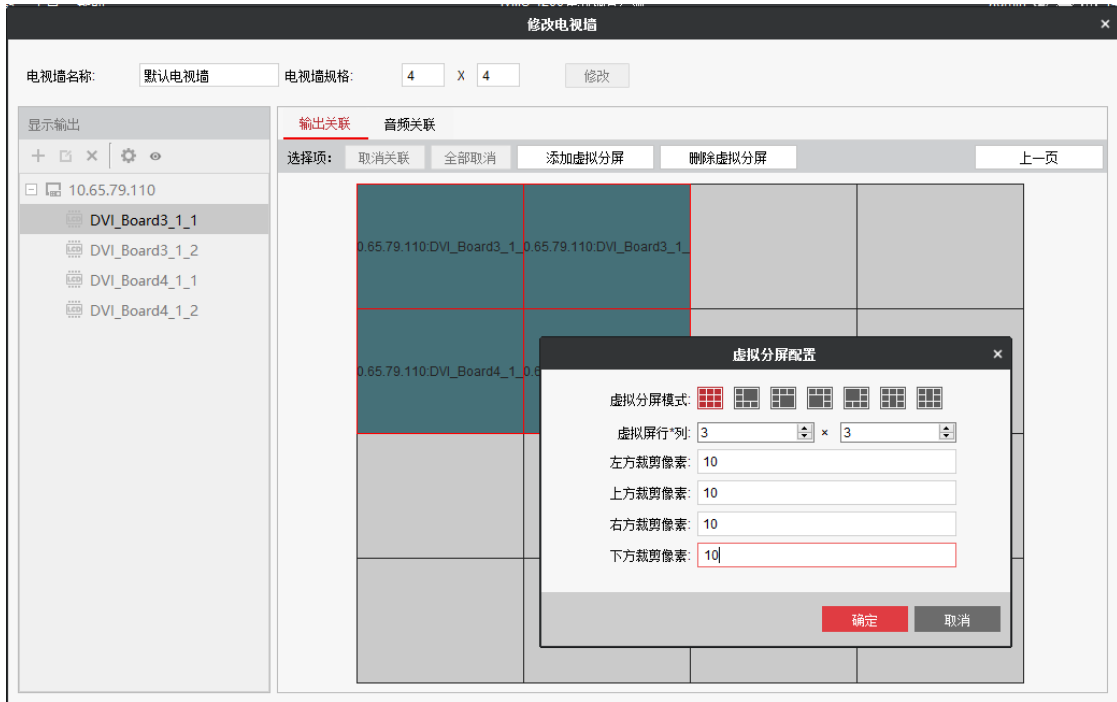 修改电视墙 ×
电视墙名称: 默认电视墙 电视墙规格: 4 X 4 修改
显示输出
输出关联 音频关联
选择项: 取消关联 全部取消 添加虚拟分屏 删除虚拟分屏 上一页
10.65.79.110
DVI_Board3_1_1
DVI_Board3_1_2
DVI_Board4_1_1
DVI_Board4_1_2
0.65.79.110:DVI_Board3_1_ 0.65.79.110:DVI_Board3_1_
0.65.79.110:DVI_Board4_1_ 0.6
虚拟分屏配置 ×
虚拟分屏模式:
虚拟屏行*列: 3 × 3
左方裁剪像素: 10
上方裁剪像素: 10
右方裁剪像素: 10
下方裁剪像素: 10
确定 取消